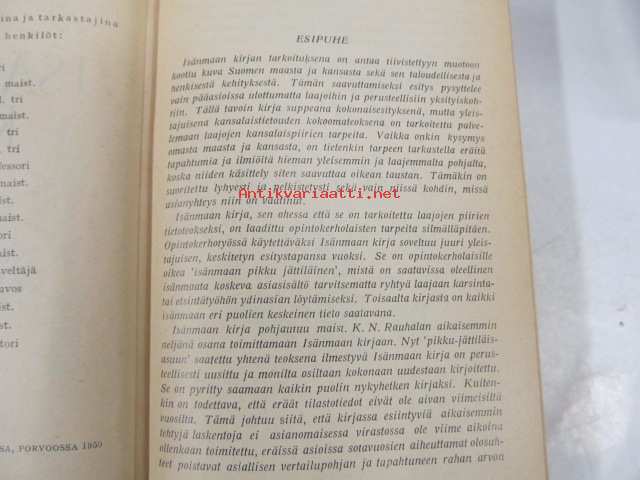 ina ja tarkastajina
henkilöt:
ri
maist.
l. tri
maist.
tri
tri
fessori
maist.
maist.
ori
ist.
veltäjä
avos
maist.
tori
SSA, PORVOOSSA 1950
ESIPUHE
Isänmaan kirjan tarkoituksena on antaa tiivistettyyn muotoon
koottu kuva Suomen maasta ja kansasta sekä sen taloudellisesta ja
henkisestä kehityksestä. Tämän saavuttamiseksi esitys pysyttelee
vain pääasioissa ulottumatta laajoihin ja perusteellisiin yksityiskoh-
tiin. Tällä tavoin kirja suppeana kokonaisesityksenä, mutta yleis-
tajuisena kansalaistietouden kokoomateoksena on tarkoitettu palve-
lemaan laajojen kansalaispiirien tarpeita. Vaikka onkin kysymys
omasta maasta ja kansasta, on tietenkin tarpeen tarkastella eräitä
tapahtumia ja ilmiöitä hieman yleisemmin ja laajemmalta pohjalta,
koska niiden käsittely siten saavuttaa oikean taustan. Tämäkin on
suoritettu lyhyesti ja pelkistetysti sekä vain niissä kohdin, missä
Antikvariaatti.net
asianyhteys niin on vaatinut.
Isänmaan kirja, sen ohessa että se on tarkoitettu laajojen piirien
tietoteokseksi, on laadittu opintokerholaisten tarpeita silmälläpitäen.
Opintokerhotyössä käytettäväksi Isänmaan kirja soveltuu juuri yleis-
tajuisen, keskitetyn esitystapansa vuoksi. Se on opintokerholaisille
oikea 'isänmaan pikku jättiläinen', mistä on saatavissa oleellinen
isänmaata koskeva asiasisältö tarvitsematta ryhtyä laajaan karsinta-
tai etsintätyöhön ydinasian löytämiseksi. Toisaalta kirjasta on kaikki
isänmaan eri puolien keskeinen tieto saatavana.
Isänmaan kirja pohjautuu maist. K. N. Rauhalan aikaisemmin
neljänä osana toimittamaan Isänmaan kirjaan. Nyt 'pikku-jättiläis-
asuun' saatettu yhtenä teoksena ilmestyvä Isänmaan kirja on perus-
teellisesti uusittu ja monilta osiltaan kokonaan uudestaan kirjoitettu.
Se on pyritty saamaan kaikin puolin nykyhetken kirjaksi. Kuiten-
kin on todettava, että eräät tilastotiedot eivät ole aivan viimeisiltä
vuosilta. Tämä johtuu siitä, että kirjassa esiintyviä aikaisemmin
tehtyjä laskentoja ei asianomaisessa virastossa ole viime aikoina
ollenkaan toimitettu, eräissä asioissa sotavuosien aiheuttamat olosuh-
teet poistavat asiallisen vertailupohjan ja tapahtuneen rahan arvon